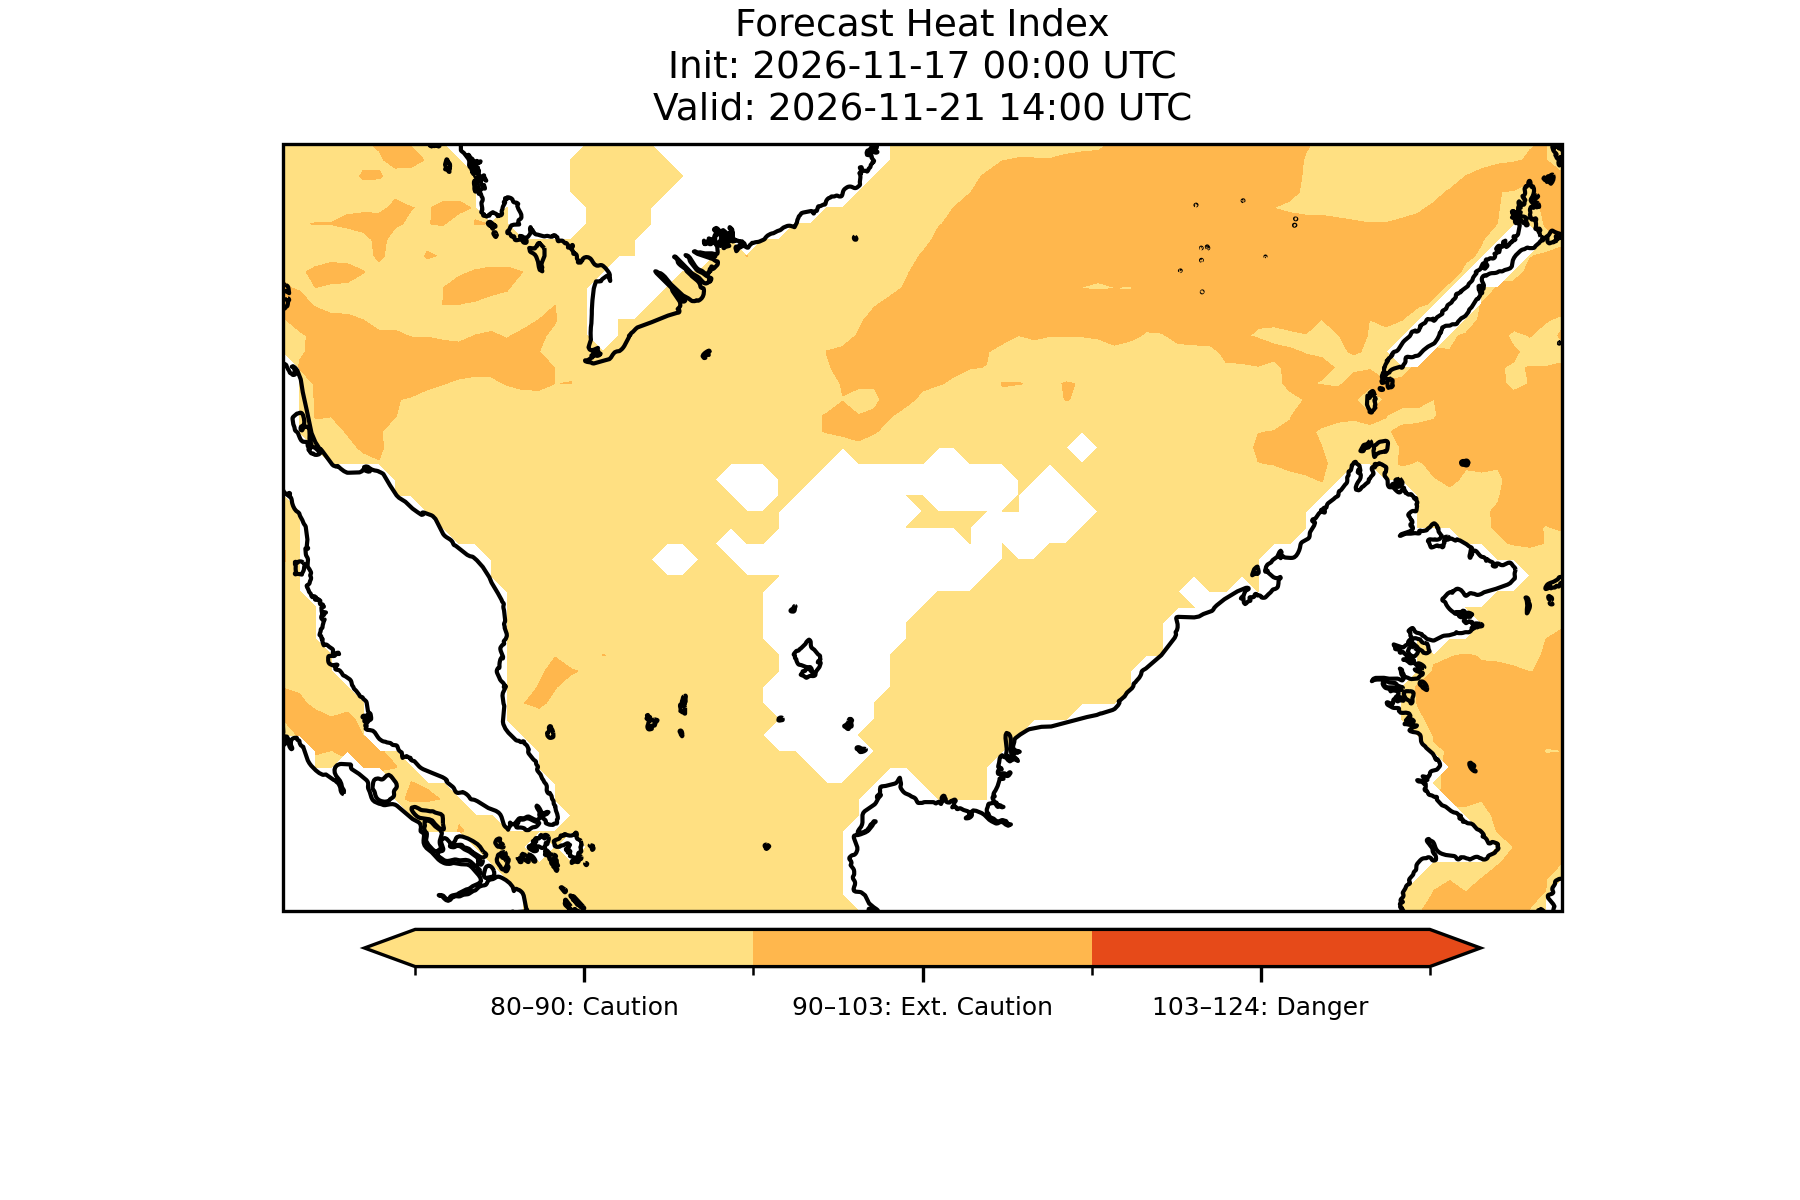 Forecast Heat Index
Init: 2026-11-17 00:00 UTC
Valid: 2026-11-21 14:00 UTC
80–90: Caution
90–103: Ext. Caution
103–124: Danger